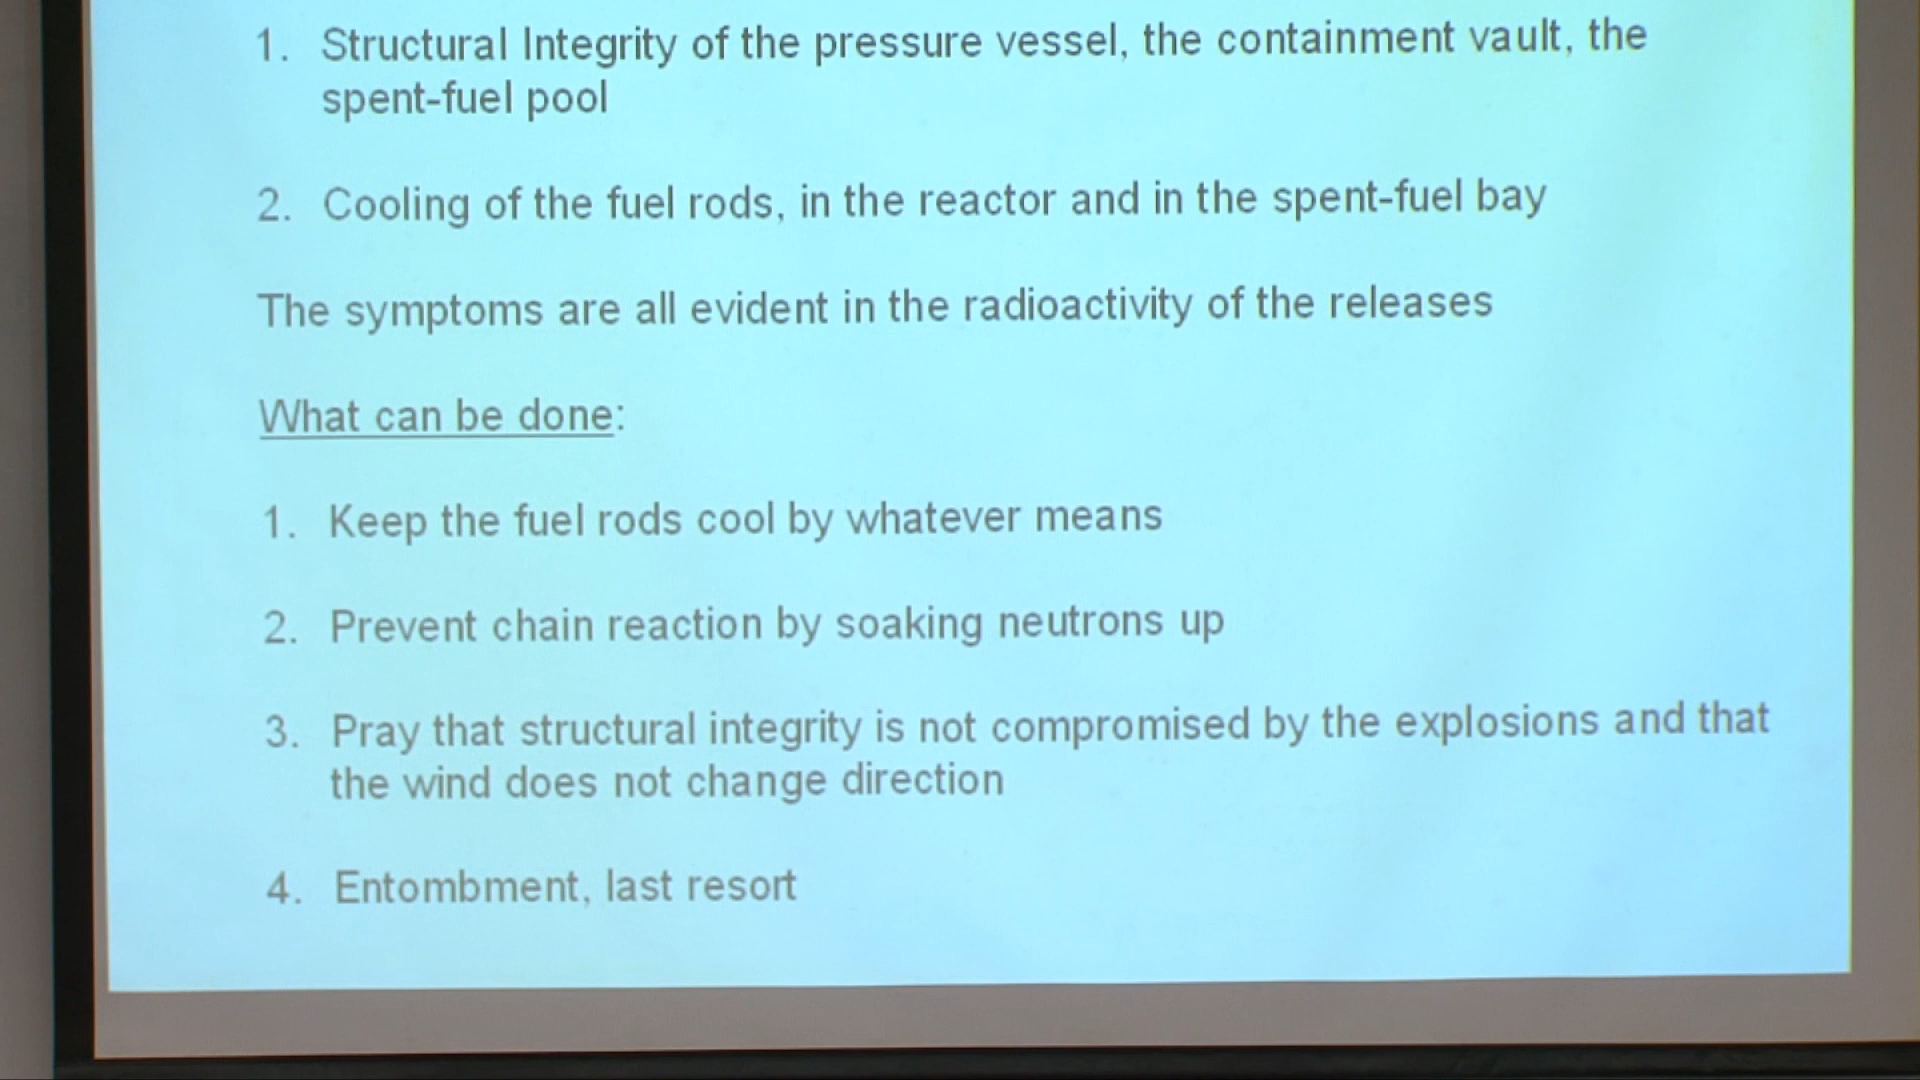 1. Structural Integrity of the pressure vessel, the containment vault, the
spent-fuel pool
2. Cooling of the fuel rods, in the reactor and in the spent-fuel bay
The symptoms are all evident in the radioactivity of the releases
What can be done:
1. Keep the fuel rods cool by whatever means
2. Prevent chain reaction by soaking neutrons up
3. Pray that structural integrity is not compromised by the explosions and that
the wind does not change direction
4. Entombment, last resort